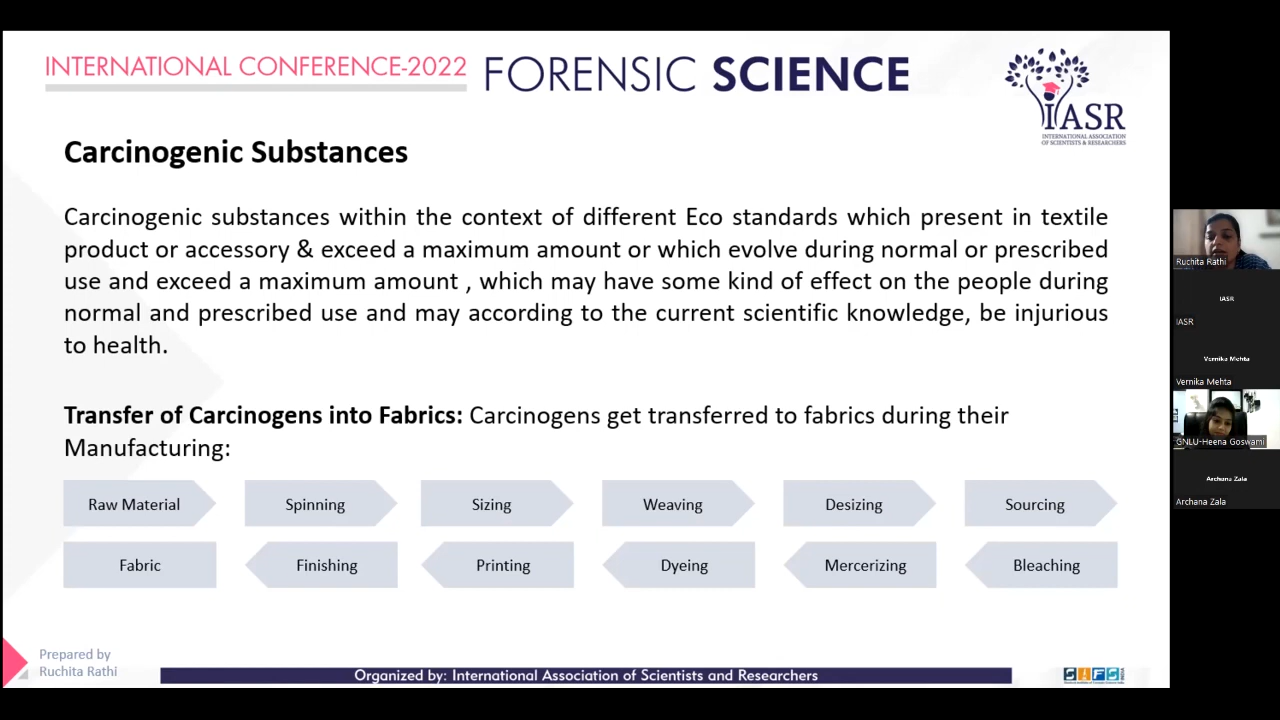 INTERNATIONAL CONFERENCE-2022 FORENSIC SCIENCE
IASR
INTERNATIONAL ASSOCIATION
OF SCIENTISTS & RESEARCHERS
Carcinogenic Substances
Carcinogenic substances within the context of different Eco standards which present in textile
product or accessory & exceed a maximum amount or which evolve during normal or prescribed
use and exceed a maximum amount , which may have some kind of effect on the people during
normal and prescribed use and may according to the current scientific knowledge, be injurious
to health.
Transfer of Carcinogens into Fabrics: Carcinogens get transferred to fabrics during their
Manufacturing:
Raw Material Spinning Sizing Weaving Desizing Sourcing
Fabric Finishing Printing Dyeing Mercerizing Bleaching
Prepared by
Ruchita Rathi
Organized by: International Association of Scientists and Researchers
SIFS
INDIA
Ruchita Rathi
IASR
IASR
Vernika Mehta
Vernika Mehta
GNLU-Heena Goswami
Archana Zala
Archana Zala